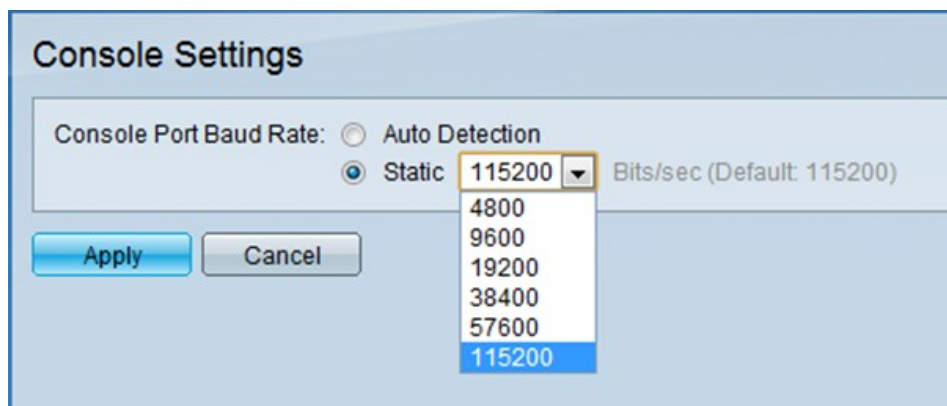 Console Settings
Console Port Baud Rate: Auto Detection
Static 115200 Bits/sec (Default: 115200)
4800
9600
19200
38400
57600
115200
Apply Cancel